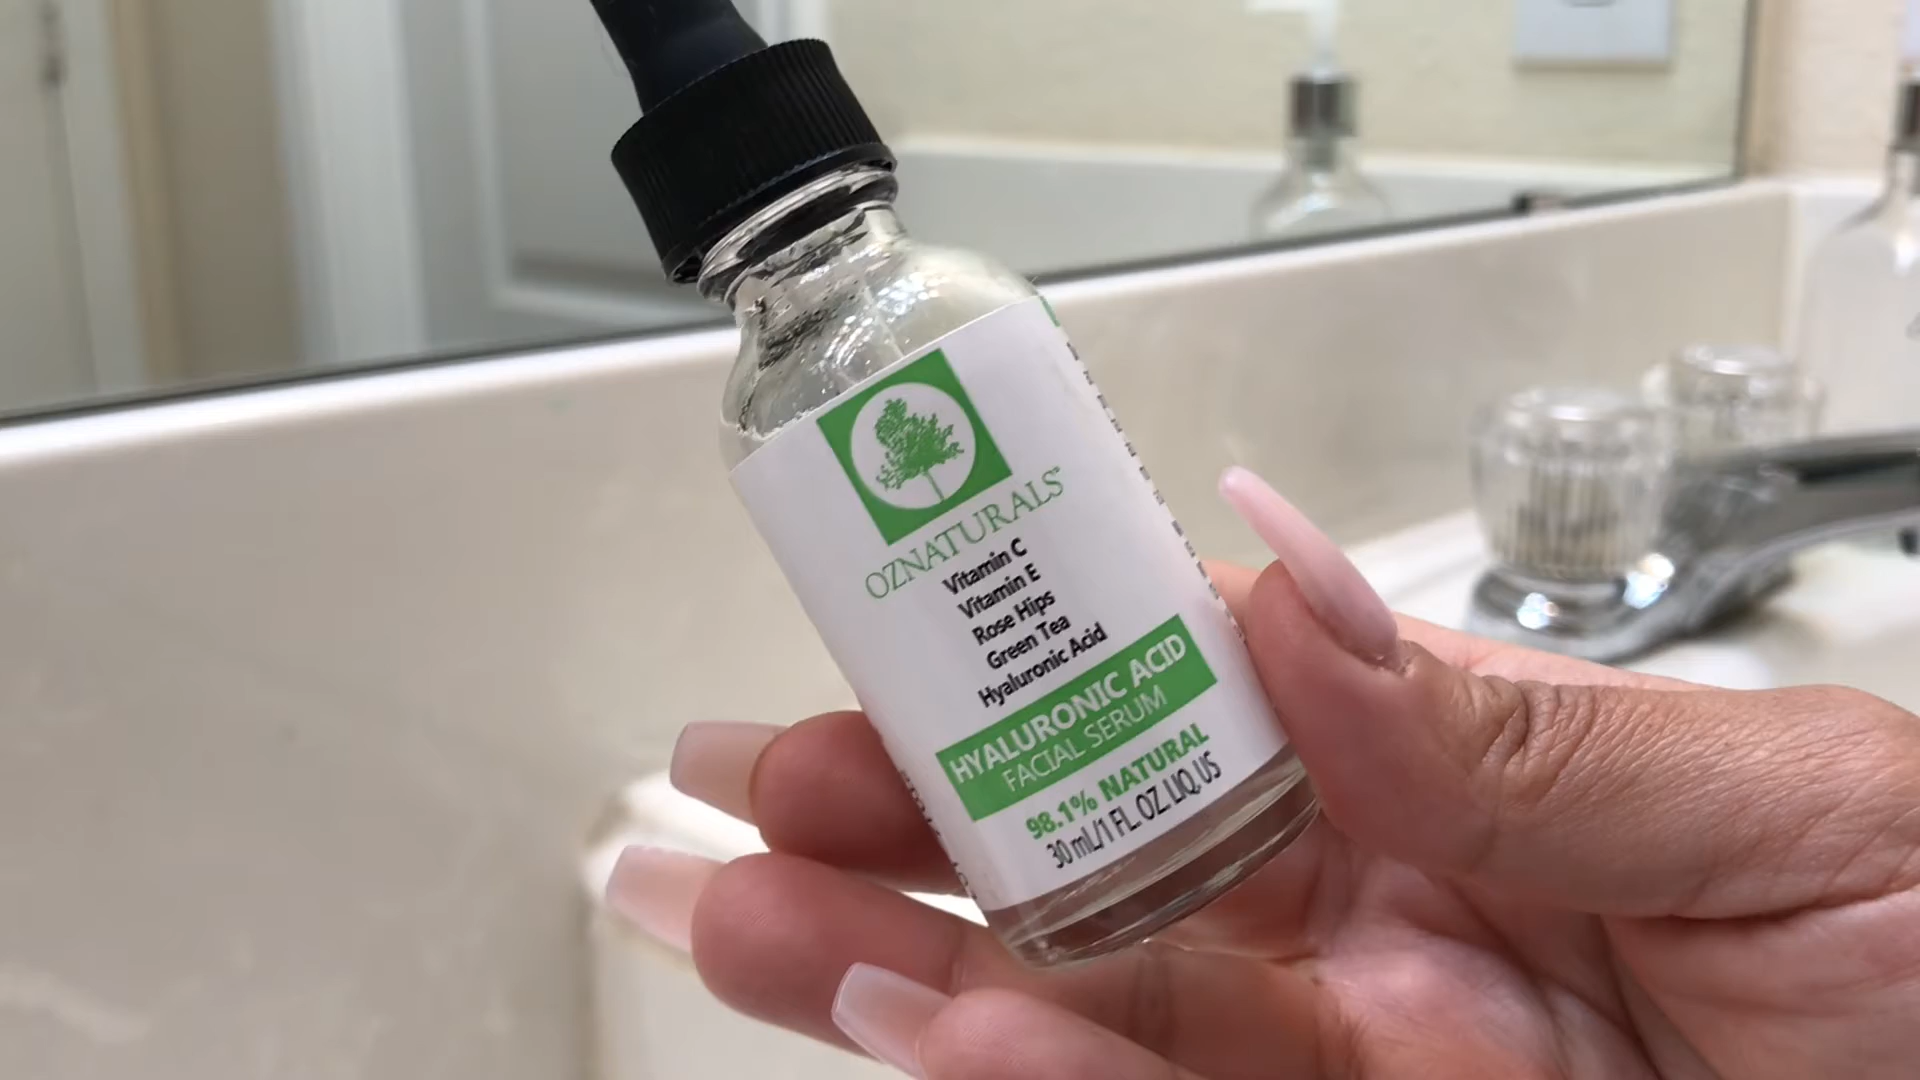 OZNATURALS
Vitamin C
Vitamin E
Rose Hips
Green Tea
Hyaluronic Acid
HYALURONIC ACID
FACIAL SERUM
98.1% NATURAL
30 mL/1 FL. OZ. LIQ. US